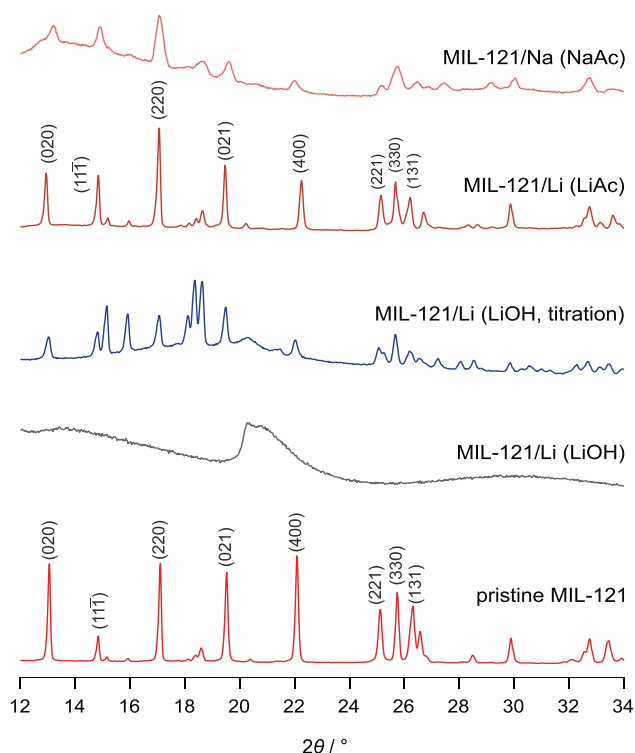 MIL-121/Na (NaAc)
(020)
(111̅)
(220)
(021)
(400)
(221)
(330)
(131)
MIL-121/Li (LiAc)
MIL-121/Li (LiOH, titration)
MIL-121/Li (LiOH)
(020)
(111̅)
(220)
(021)
(400)
(221)
(330)
(131)
pristine MIL-121
12 14 16 18 20 22 24 26 28 30 32 34
2θ / °